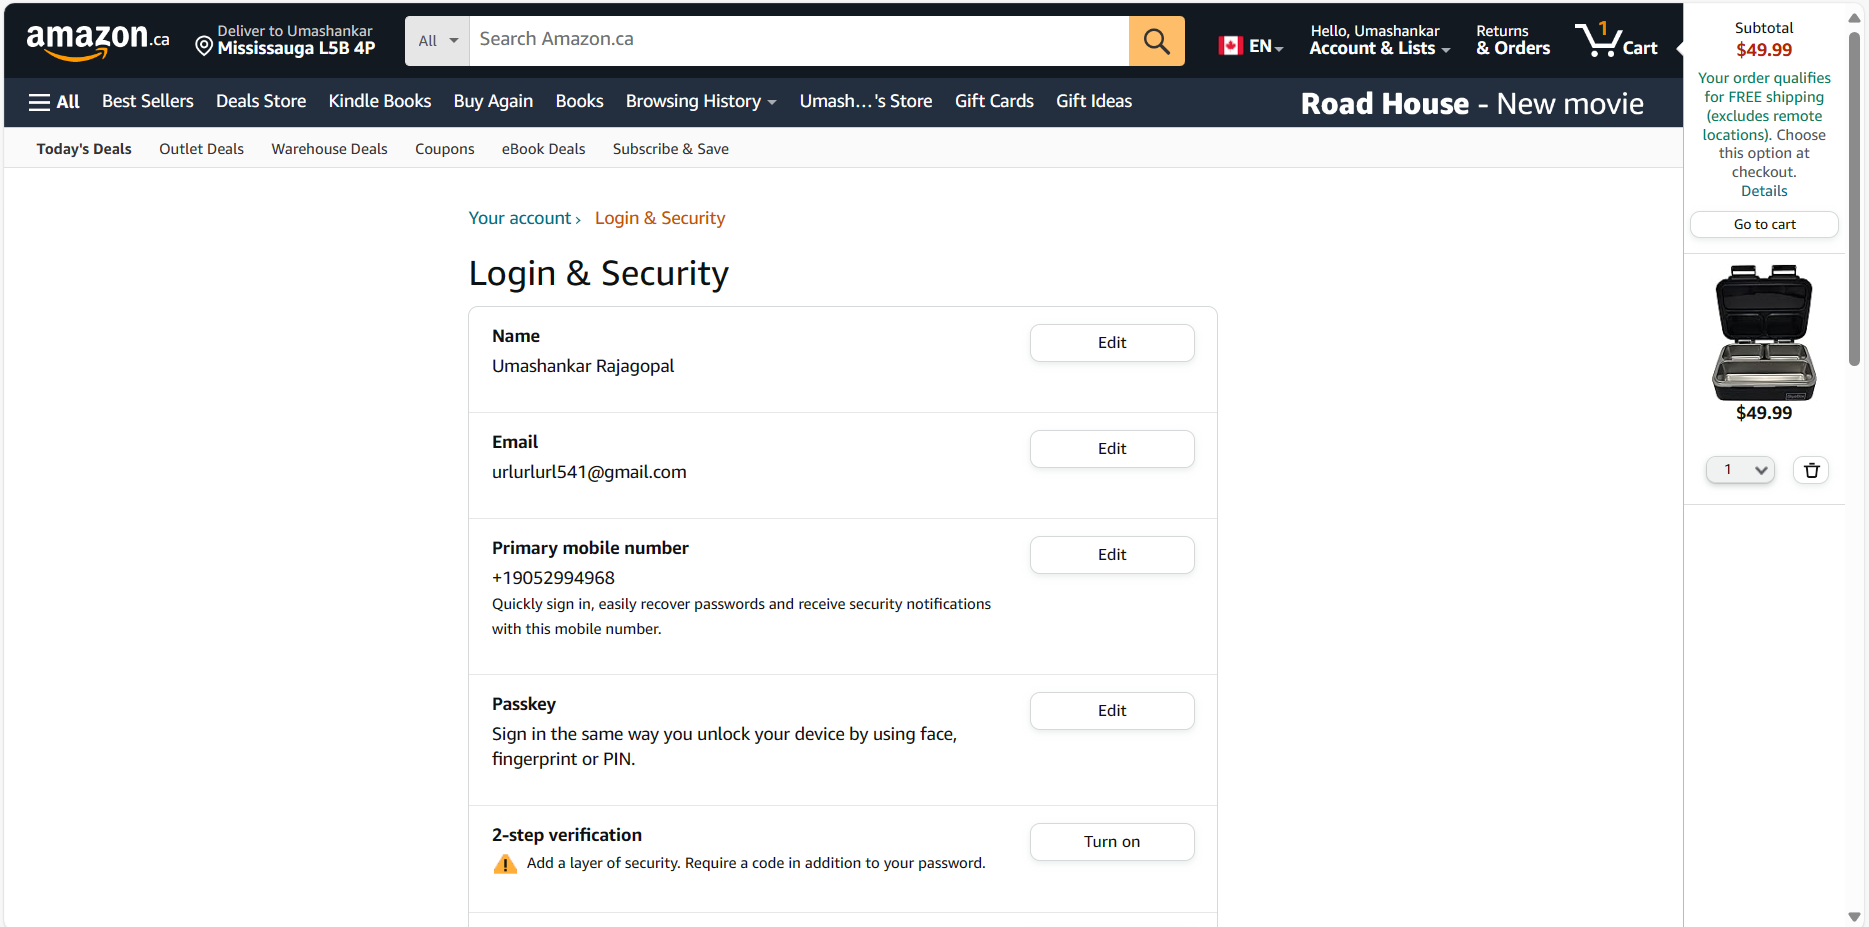 amazon.ca
Deliver to Umashankar
Mississauga L5B 4P
All
Search Amazon.ca
EN
Hello, Umashankar
Account & Lists
Returns
& Orders
1
Cart
All
Best Sellers
Deals Store
Kindle Books
Buy Again
Books
Browsing History
Umash...'s Store
Gift Cards
Gift Ideas
Road House - New movie
Today's Deals
Outlet Deals
Warehouse Deals
Coupons
eBook Deals
Subscribe & Save
Your account ›
Login & Security
Login & Security
Name
Umashankar Rajagopal
Edit
Email
urlurlurl541@gmail.com
Edit
Primary mobile number
+19052994968
Quickly sign in, easily recover passwords and receive security notifications
with this mobile number.
Edit
Passkey
Sign in the same way you unlock your device by using face,
fingerprint or PIN.
Edit
2-step verification
Add a layer of security. Require a code in addition to your password.
Turn on
Subtotal
$49.99
Your order qualifies
for FREE shipping
(excludes remote
locations). Choose
this option at
checkout.
Details
Go to cart
$49.99
1